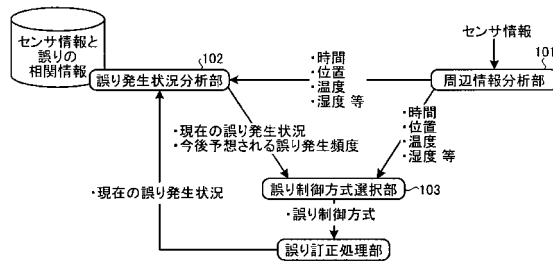 センサ情報と
誤りの
相関情報
102
誤り発生状況分析部
・時間
・位置
・温度
・湿度 等
センサ情報
101
周辺情報分析部
・時間
・位置
・温度
・湿度 等
・現在の誤り発生状況
・今後予想される誤り発生頻度
・現在の誤り発生状況
誤り制御方式選択部
103
・誤り制御方式
誤り訂正処理部